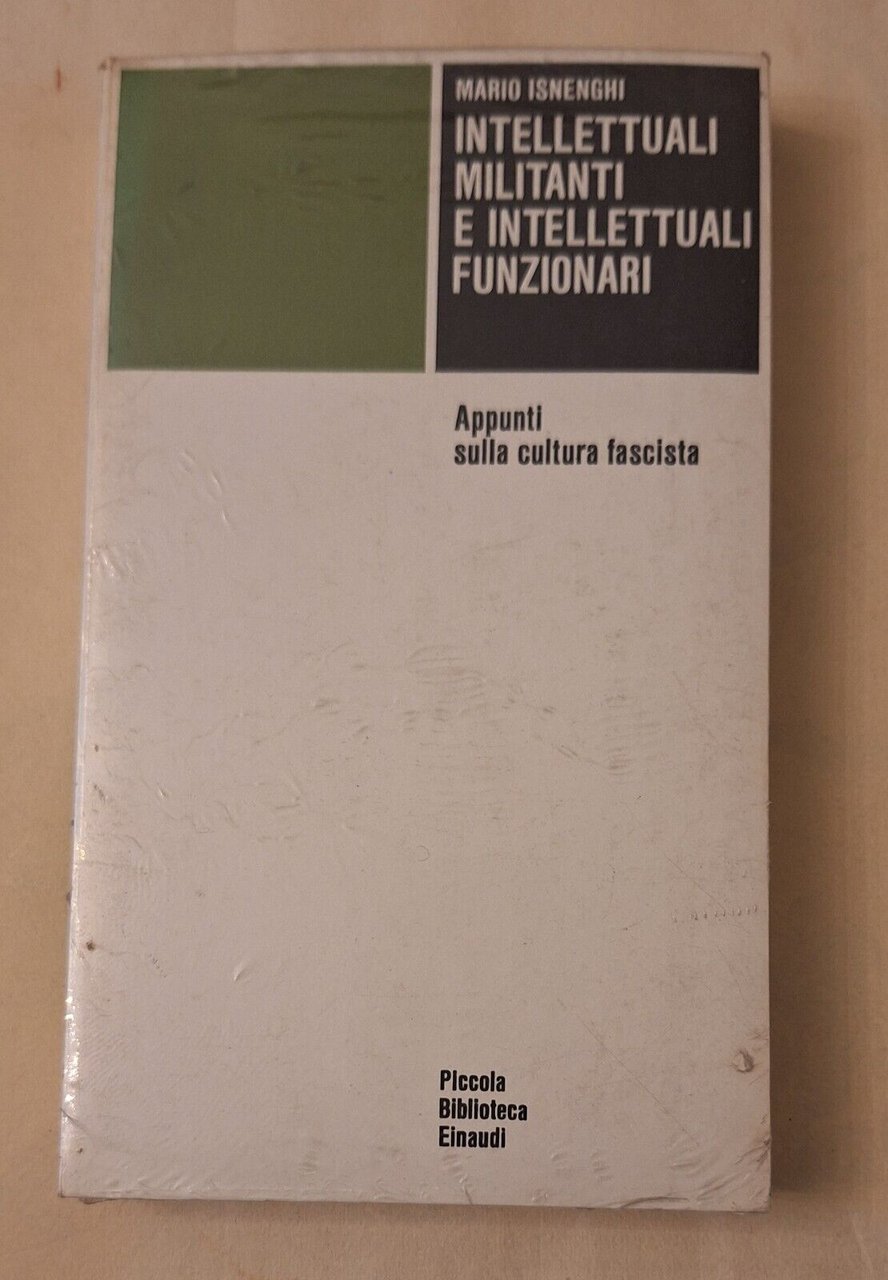 MARIO ISNENGHI
INTELLETTUALI
MILITANTI
E INTELLETTUALI
FUNZIONARI
Appunti
sulla cultura fascista
Piccola
Biblioteca
Einaudi